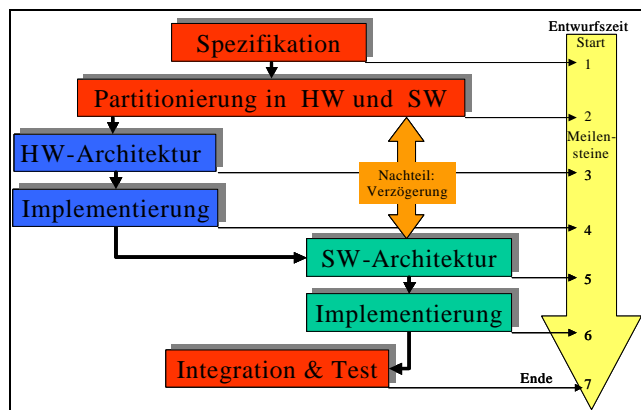 Entwurfszeit
Spezifikation
Start
1
Partitionierung in HW und SW
2
Meilen-
steine
HW-Architektur
Nachteil:
Verzögerung
3
Implementierung
4
SW-Architektur
5
Implementierung
6
Integration & Test
Ende
7